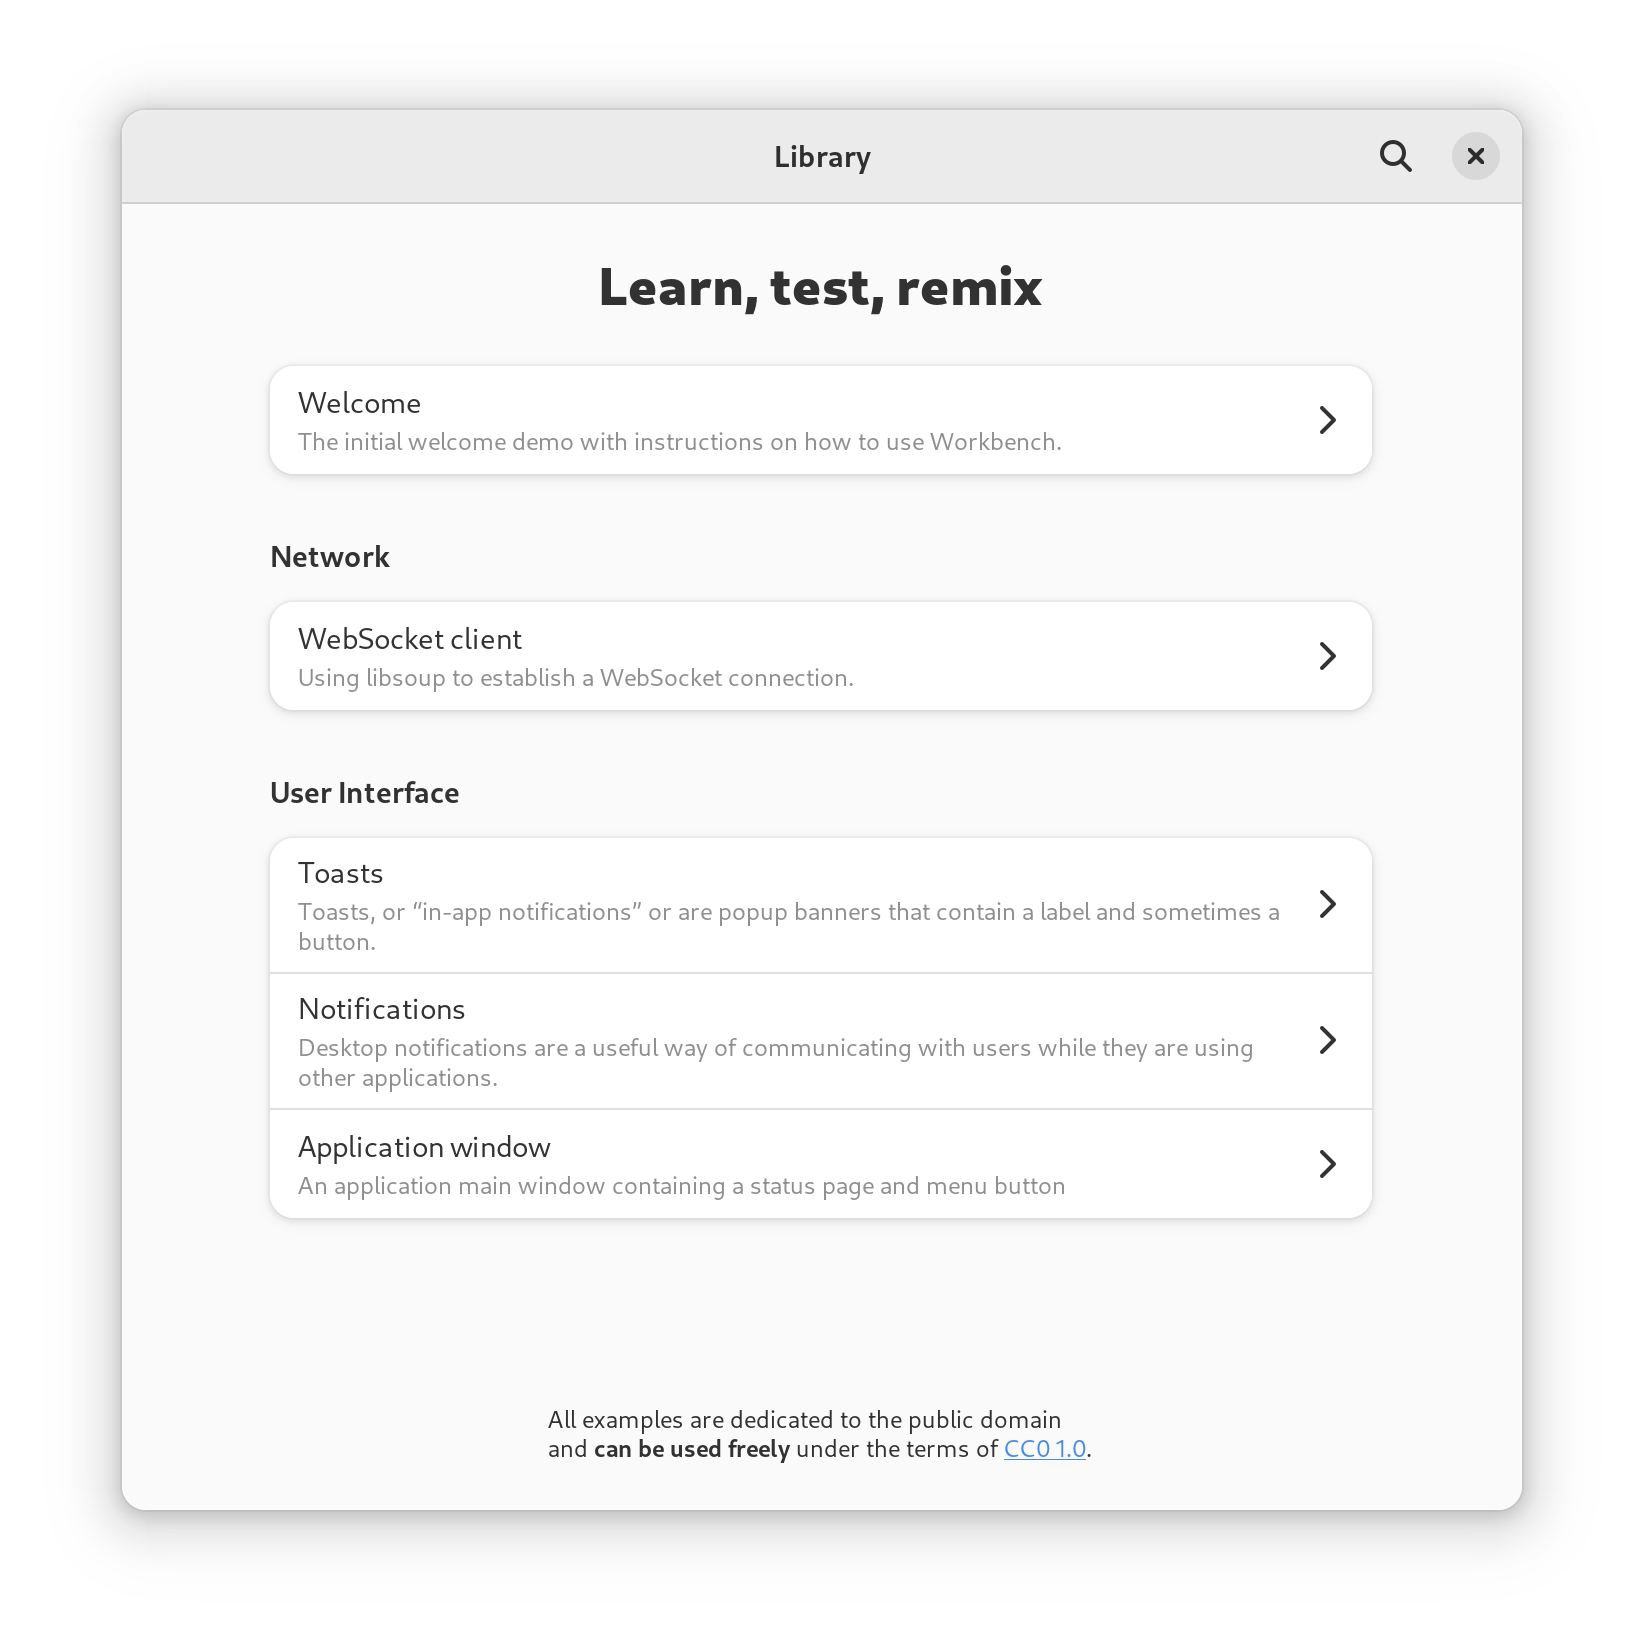 Library
Learn, test, remix
Welcome
The initial welcome demo with instructions on how to use Workbench.
Network
WebSocket client
Using libsoup to establish a WebSocket connection.
User Interface
Toasts
Toasts, or “in-app notifications” or are popup banners that contain a label and sometimes a
button.
Notifications
Desktop notifications are a useful way of communicating with users while they are using
other applications.
Application window
An application main window containing a status page and menu button
All examples are dedicated to the public domain
and can be used freely under the terms of CC0 1.0.